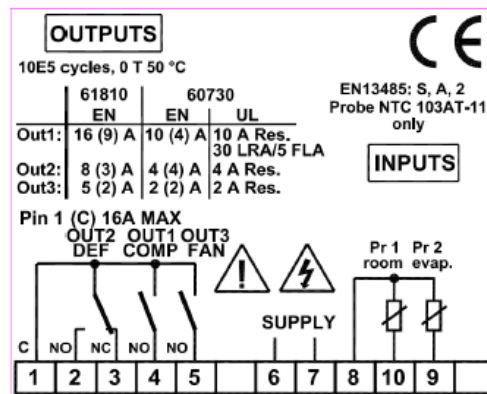 OUTPUTS
10E5 cycles, 0 T 50 °C
61810 60730
EN EN UL
Out1: 16 (9) A 10 (4) A 10 A Res.
30 LRA/5 FLA
Out2: 8 (3) A 4 (4) A 4 A Res.
Out3: 5 (2) A 2 (2) A 2 A Res.
CE
EN13485: S, A, 2
Probe NTC 103AT-11
only
INPUTS
Pin 1 (C) 16A MAX
OUT2 OUT1 OUT3
DEF COMP FAN
Pr 1 Pr 2
room evap.
SUPPLY
C NO NC NO NO
1 2 3 4 5 6 7 8 10 9